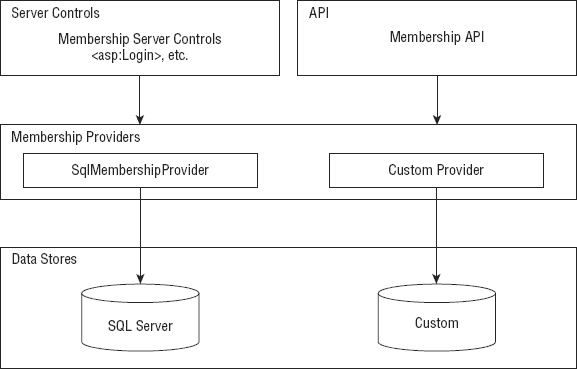 Server Controls
Membership Server Controls
<asp:Login>, etc.
API
Membership API
Membership Providers
SqlMembershipProvider
Custom Provider
Data Stores
SQL Server
Custom